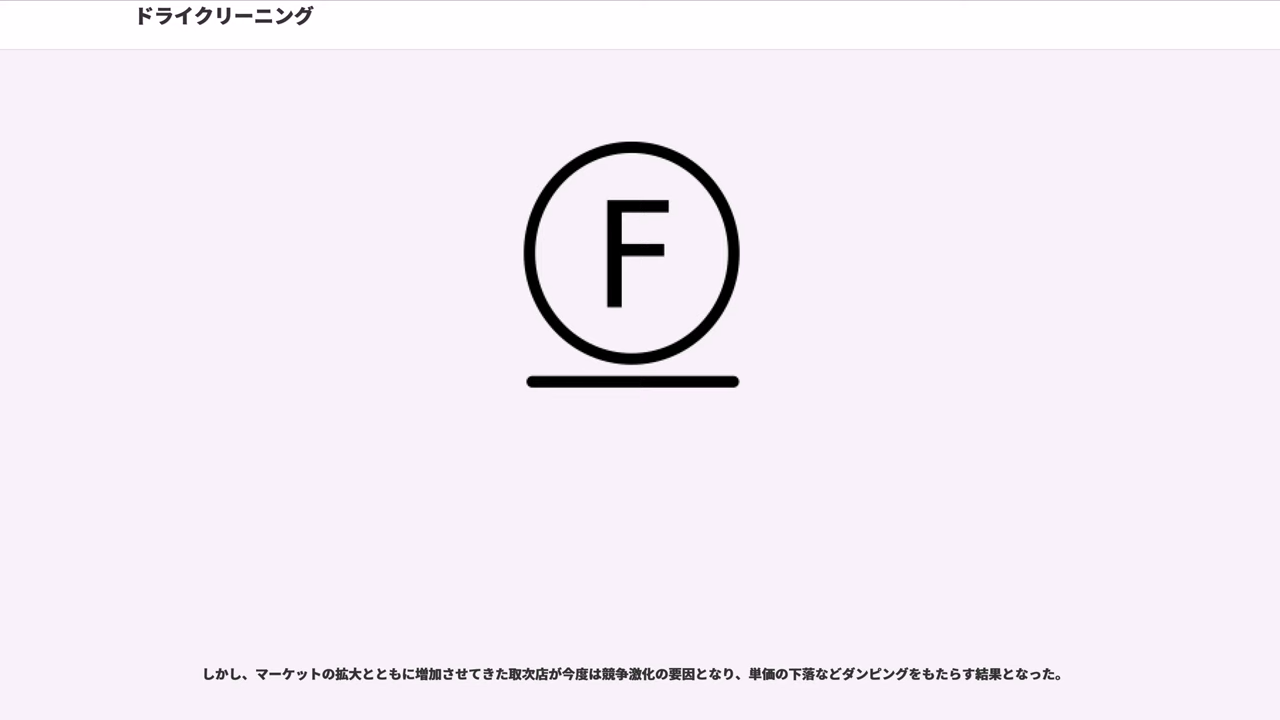 ドライクリーニング
F
しかし、マーケットの拡大とともに増加させてきた取次店が今度は競争激化の要因となり、単価の下落などダンピングをもたらす結果となった。